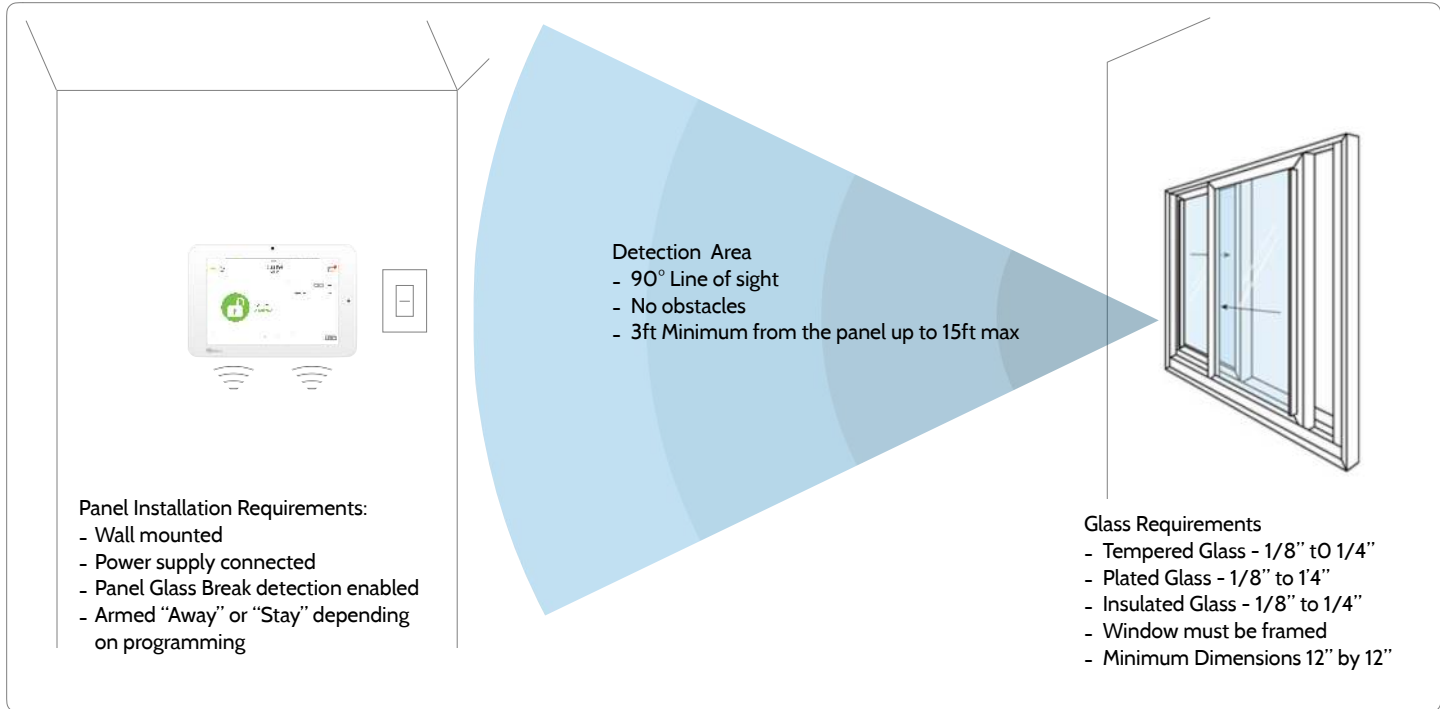 Detection Area
- 90° Line of sight
- No obstacles
- 3ft Minimum from the panel up to 15ft max
Panel Installation Requirements:
- Wall mounted
- Power supply connected
- Panel Glass Break detection enabled
- Armed “Away” or “Stay” depending
on programming
Glass Requirements
- Tempered Glass - 1/8” tO 1/4”
- Plated Glass - 1/8” to 1’4”
- Insulated Glass - 1/8” to 1/4”
- Window must be framed
- Minimum Dimensions 12” by 12”